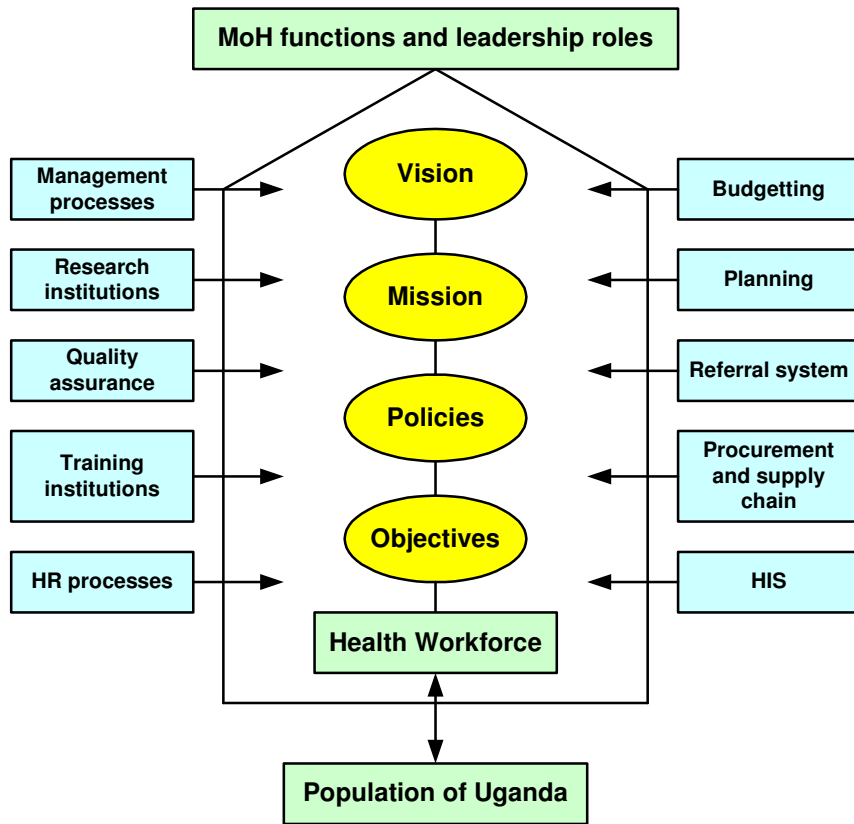 MoH functions and leadership roles
Management
processes
Vision
Budgetting
Research
institutions
Mission
Planning
Quality
assurance
Policies
Referral system
Training
institutions
Procurement
and supply
chain
Objectives
HR processes
HIS
Health Workforce
Population of Uganda